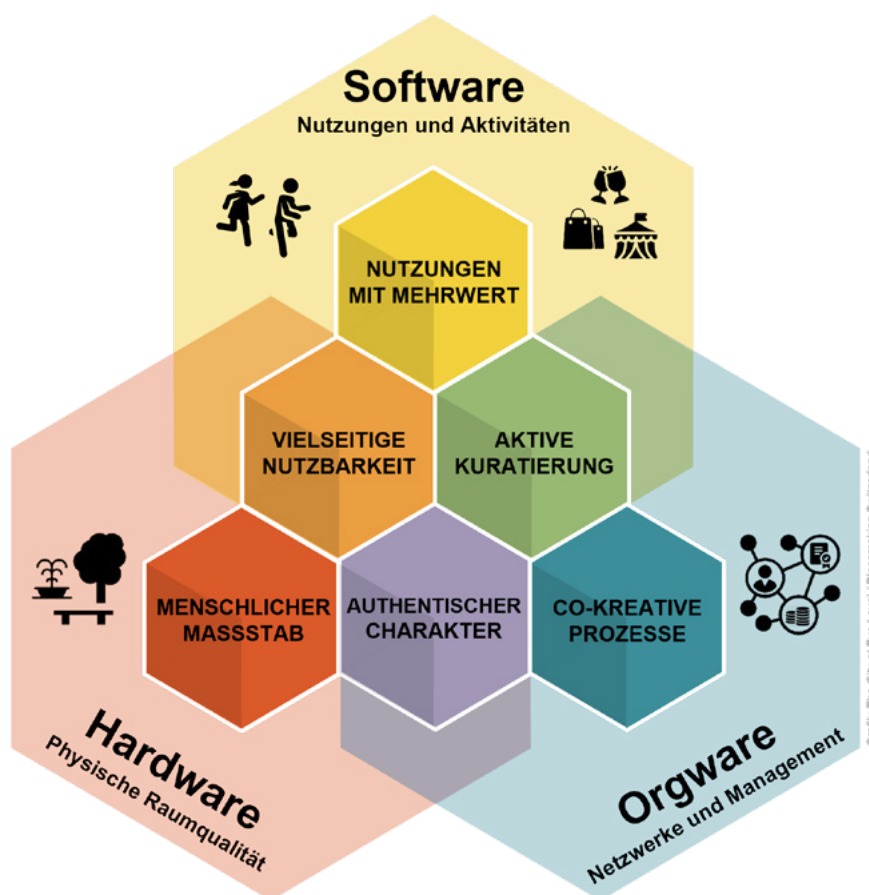 Software
Nutzungen und Aktivitäten
NUTZUNGEN
MIT MEHRWERT
VIELSEITIGE
NUTZBARKEIT
AKTIVE
KURATIERUNG
MENSCHLICHER
MASSSTAB
AUTHENTISCHER
CHARAKTER
CO-KREATIVE
PROZESSE
Hardware
Physische Raumqualität
Orgware
Netzwerke und Management